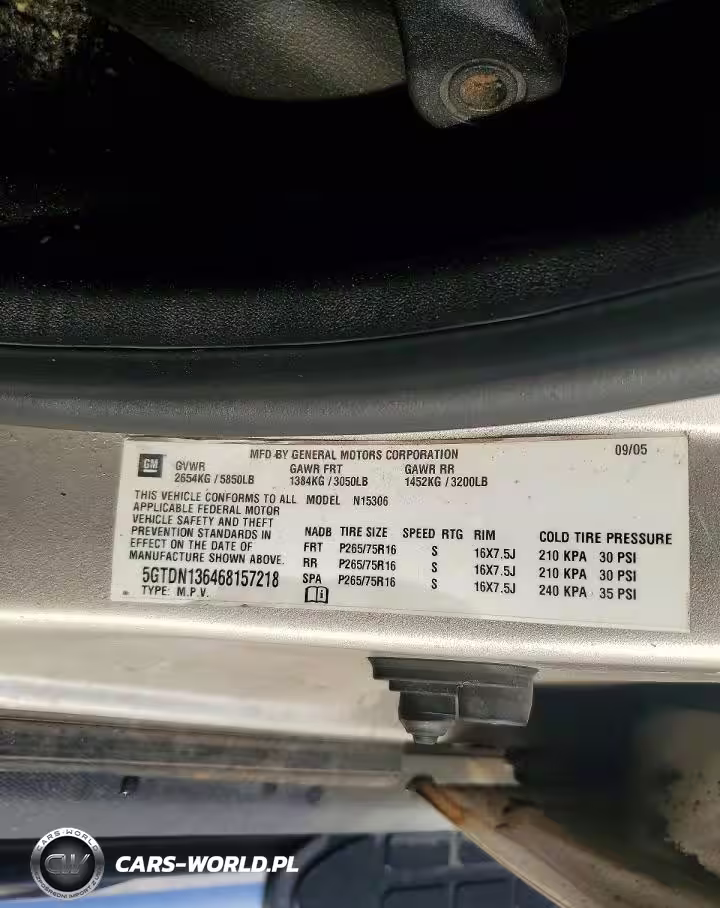 MFD BY GENERAL MOTORS CORPORATION 09/05
GM
GVWR GAWR FRT GAWR RR
2654KG / 5850LB 1384KG / 3050LB 1452KG / 3200LB
THIS VEHICLE CONFORMS TO ALL MODEL N15306
APPLICABLE FEDERAL MOTOR
VEHICLE SAFETY AND THEFT
PREVENTION STANDARDS IN
EFFECT ON THE DATE OF
MANUFACTURE SHOWN ABOVE.
5GTDN136468157218
TYPE: M.P.V.
NADB TIRE SIZE SPEED RTG RIM COLD TIRE PRESSURE
FRT P265/75R16 S 16X7.5J 210 KPA 30 PSI
RR P265/75R16 S 16X7.5J 210 KPA 30 PSI
SPA P265/75R16 S 16X7.5J 240 KPA 35 PSI
CARS-WORLD
CW
CARS-WORLD.PL